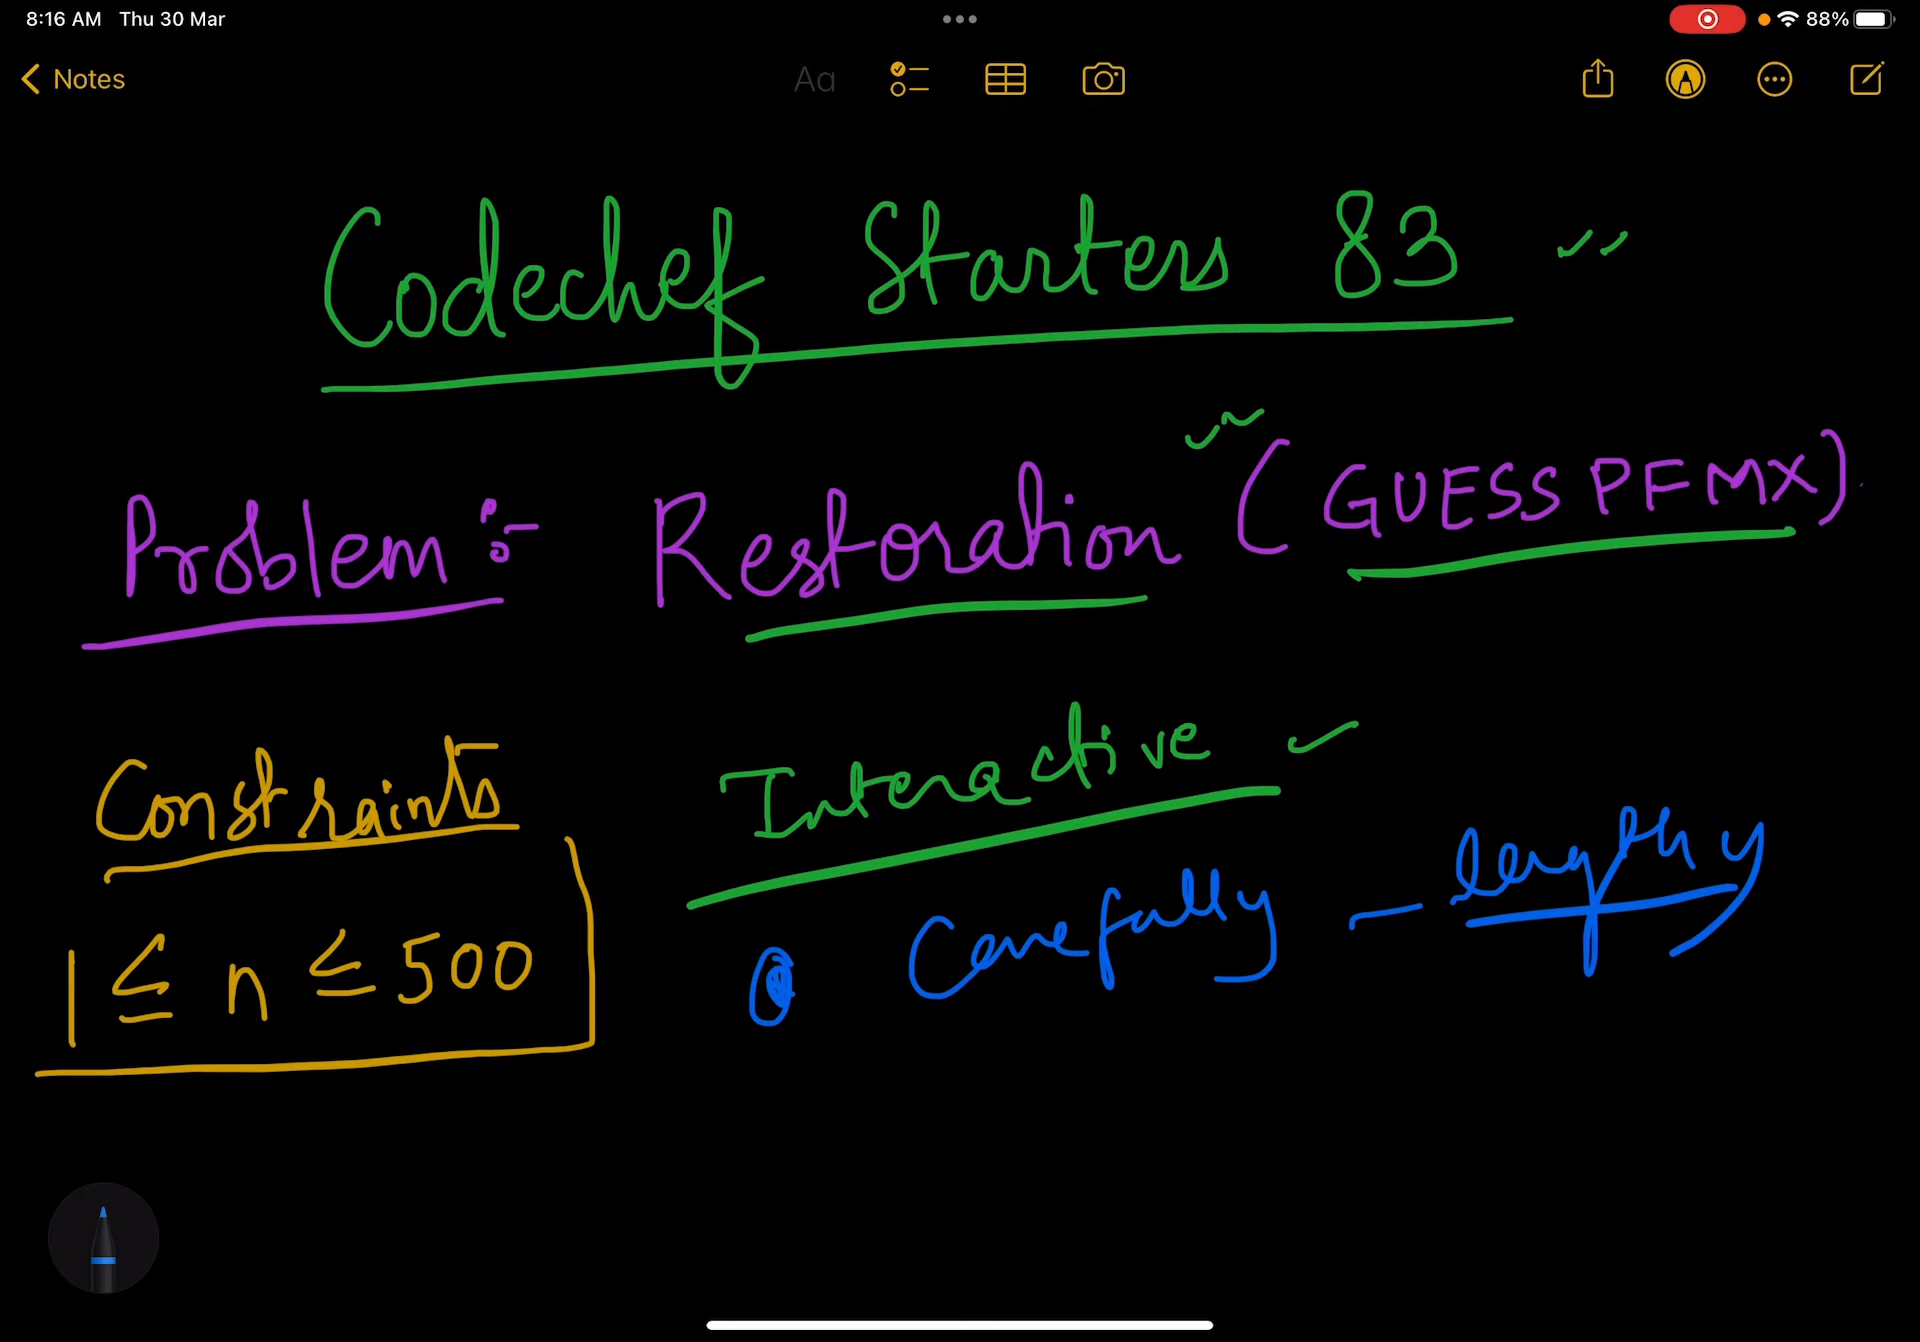 8:16 AM Thu 30 Mar 88%
Notes Aa
Codechef Starters 83
Problem :- Restoration (GUESSPFMX)
Constraints
Interactive
1 ≤ n ≤ 500
Carefully - lengthy